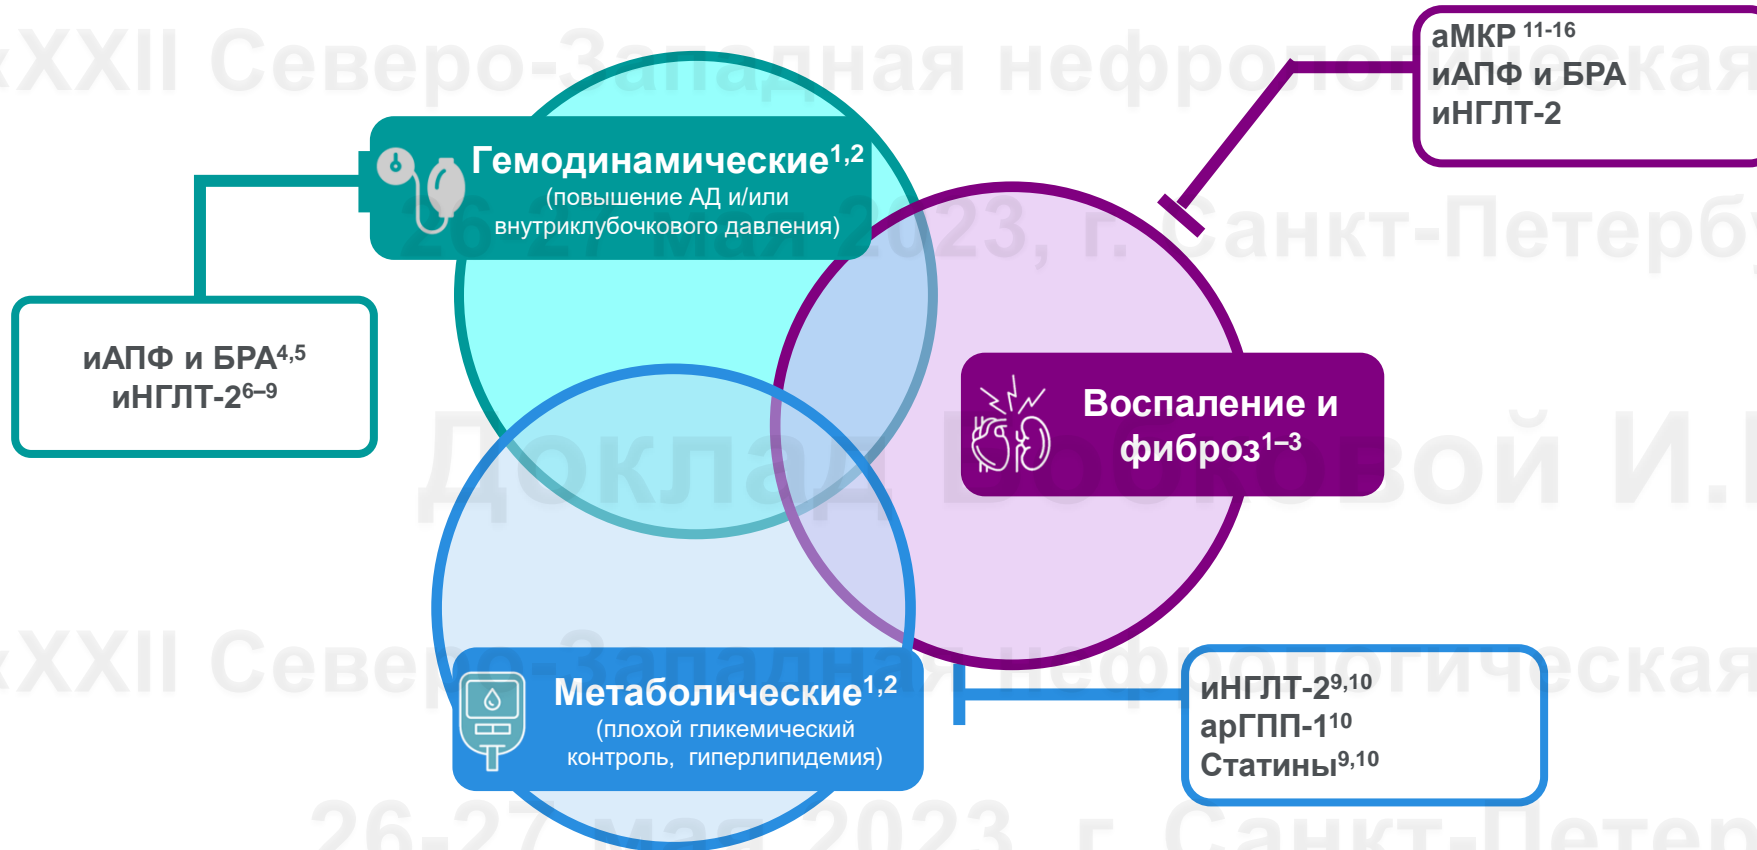 «XXII Северо-Западная нефрологическая
аМКР 11-16
иАПФ и БРА
иНГЛТ-2
Гемодинамические1,2
(повышение АД и/или
внутриклубочкового давления)
26-27 мая 2023, г. Санкт-Петербу
иАПФ и БРА4,5
иНГЛТ-26–9
Воспаление и
фиброз1–3
Доклад Бобковой И.
«XXII Северо-Западная нефрологическая
Метаболические1,2
(плохой гликемический
контроль, гиперлипидемия)
иНГЛТ-29,10
арГПП-110
Статины9,10
26-27 мая 2023, г. Санкт-Петер